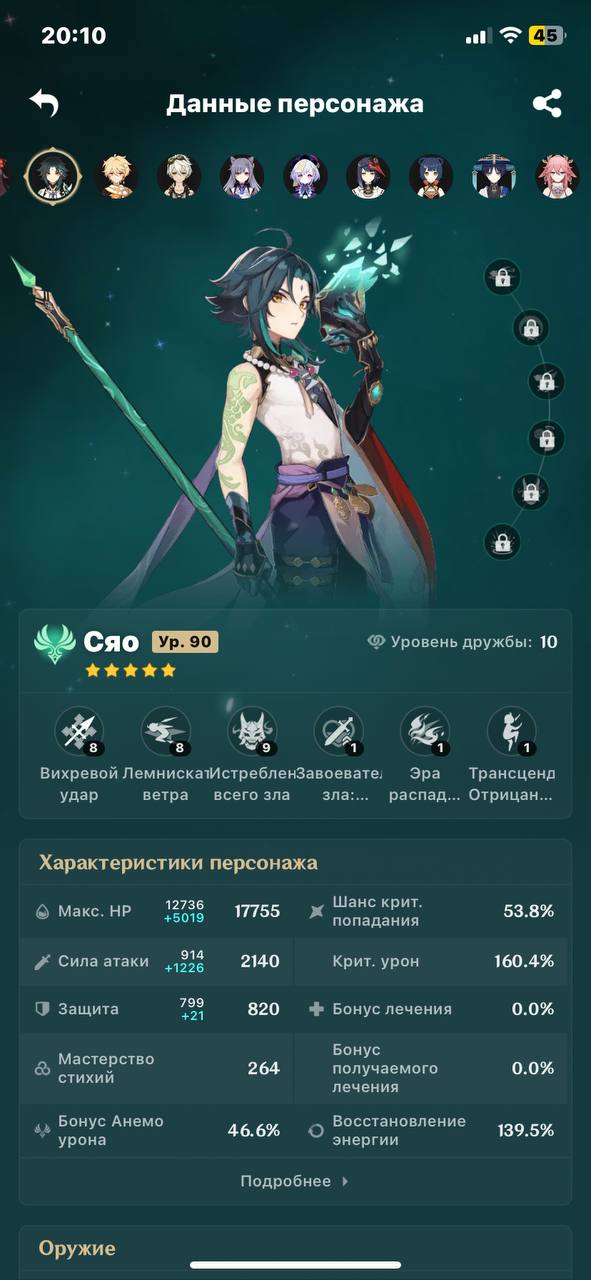 20:10
45
Данные персонажа
Сяо
Ур. 90
Уровень дружбы: 10
8
8
9
1
1
1
Вихревой удар
Лемнискат ветра
Истреблен всего зла
Завоевател зла:...
Эра распад...
Трансценд Отрицан...
Характеристики персонажа
Макс. HP
12736
+5019
17755
Шанс крит. попадания
53.8%
Сила атаки
914
+1226
2140
Крит. урон
160.4%
Защита
799
+21
820
Бонус лечения
0.0%
Мастерство стихий
264
Бонус получаемого лечения
0.0%
Бонус Анемо урона
46.6%
Восстановление энергии
139.5%
Подробнее
Оружие